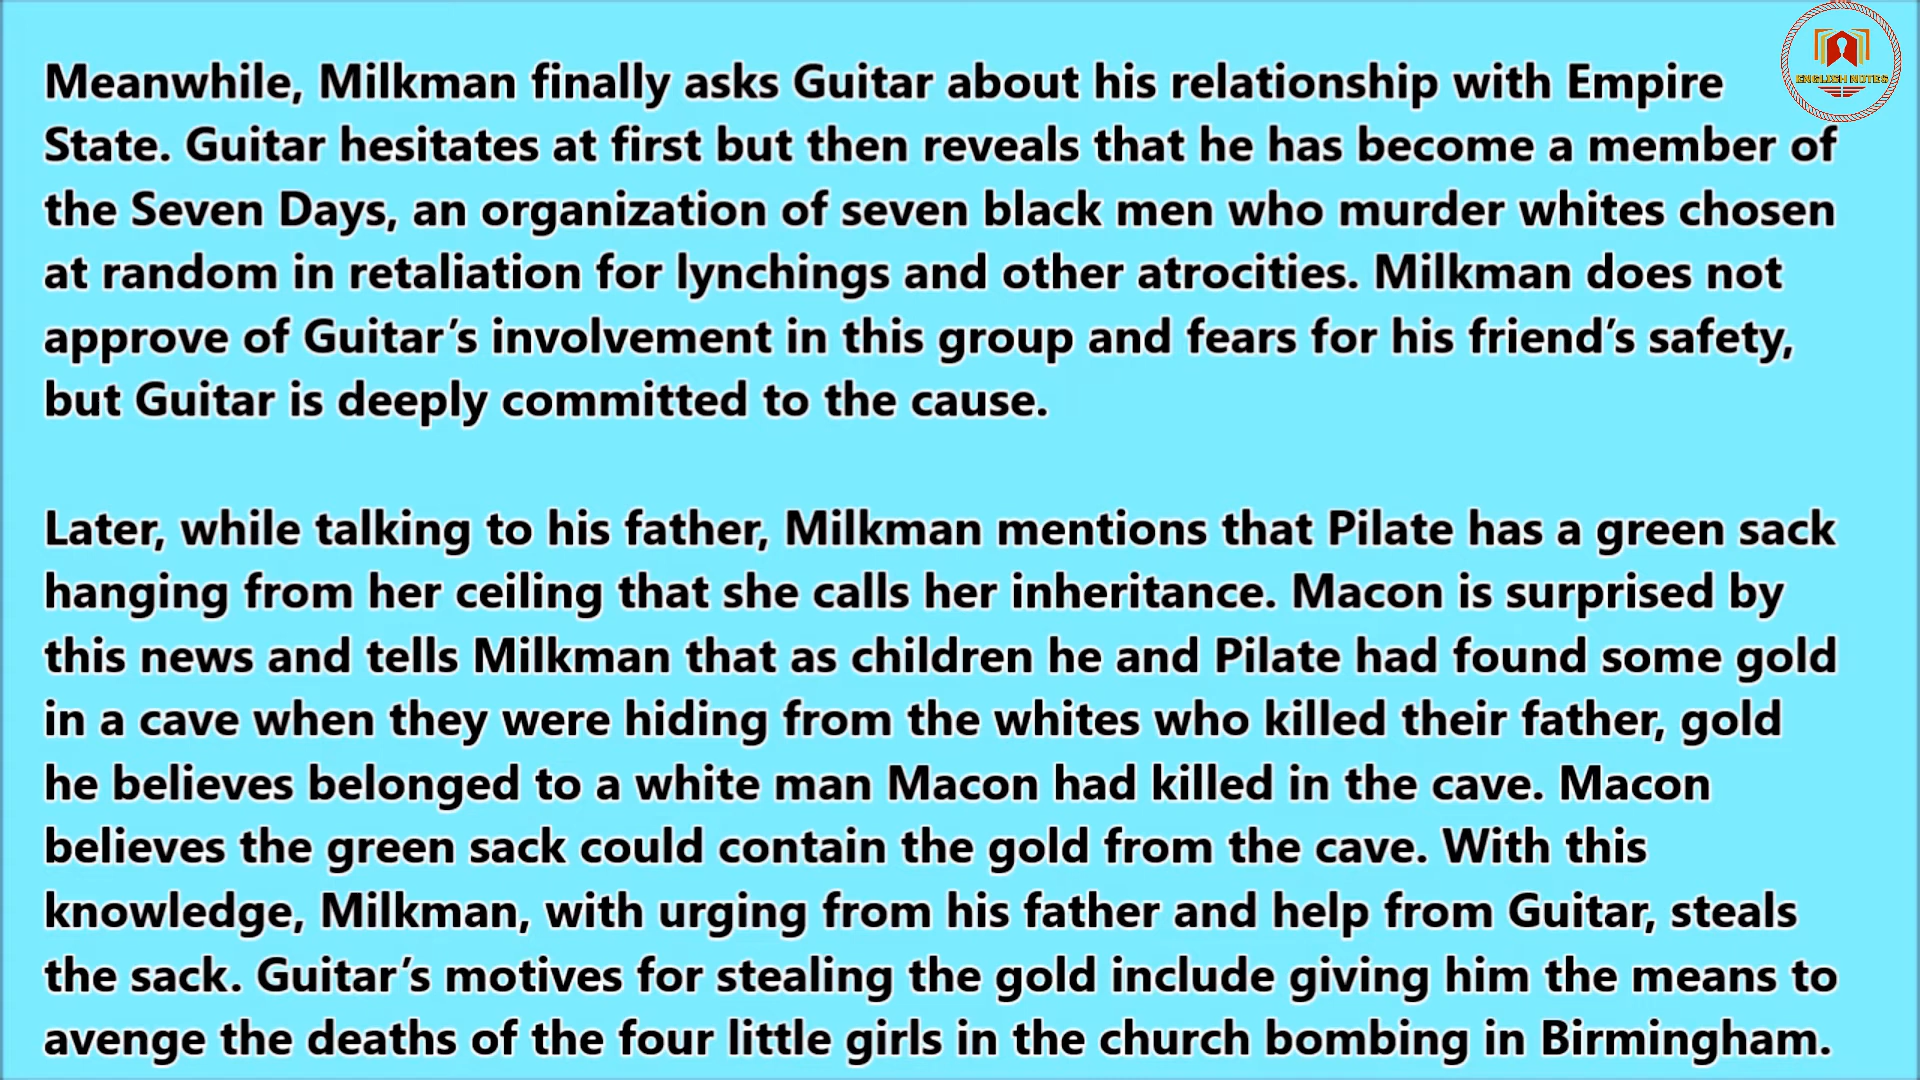 Meanwhile, Milkman finally asks Guitar about his relationship with Empire
State. Guitar hesitates at first but then reveals that he has become a member of
the Seven Days, an organization of seven black men who murder whites chosen
at random in retaliation for lynchings and other atrocities. Milkman does not
approve of Guitar’s involvement in this group and fears for his friend’s safety,
but Guitar is deeply committed to the cause.
Later, while talking to his father, Milkman mentions that Pilate has a green sack
hanging from her ceiling that she calls her inheritance. Macon is surprised by
this news and tells Milkman that as children he and Pilate had found some gold
in a cave when they were hiding from the whites who killed their father, gold
he believes belonged to a white man Macon had killed in the cave. Macon
believes the green sack could contain the gold from the cave. With this
knowledge, Milkman, with urging from his father and help from Guitar, steals
the sack. Guitar’s motives for stealing the gold include giving him the means to
avenge the deaths of the four little girls in the church bombing in Birmingham.
ENGLISH NOTES